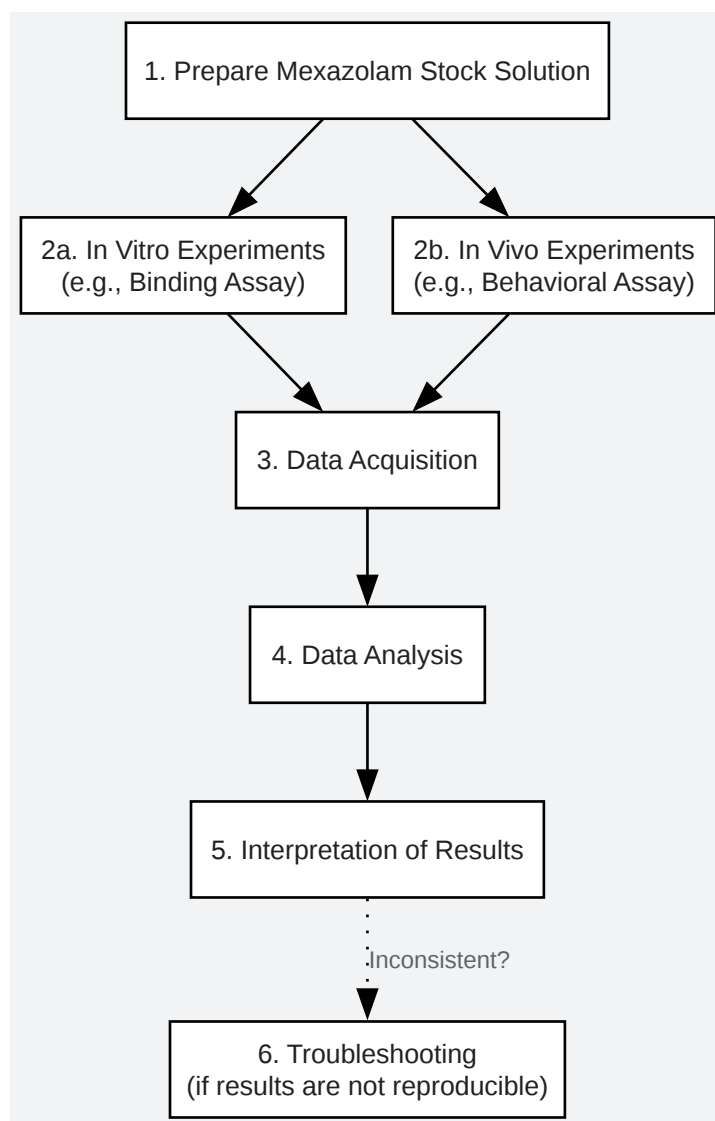 1. Prepare Mexazolam Stock Solution
2a. In Vitro Experiments
(e.g., Binding Assay)
2b. In Vivo Experiments
(e.g., Behavioral Assay)
3. Data Acquisition
4. Data Analysis
5. Interpretation of Results
Inconsistent?
6. Troubleshooting
(if results are not reproducible)